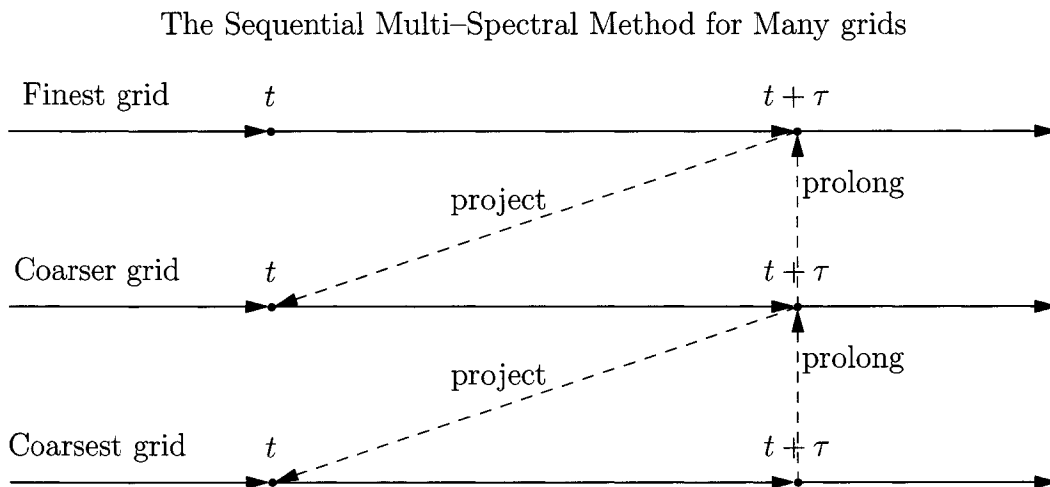 The Sequential Multi–Spectral Method for Many grids
Finest grid t t + τ
project prolong
Coarser grid t t + τ
project prolong
Coarsest grid t t + τ